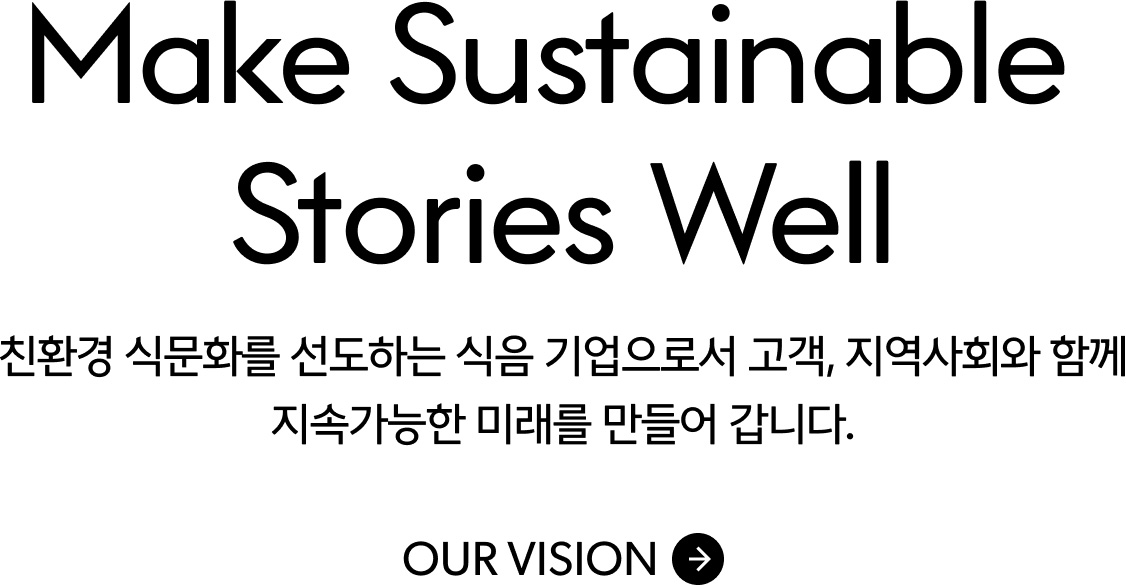 Make Sustainable
Stories Well
친환경 식문화를 선도하는 식음 기업으로서 고객, 지역사회와 함께
지속가능한 미래를 만들어 갑니다.
OUR VISION